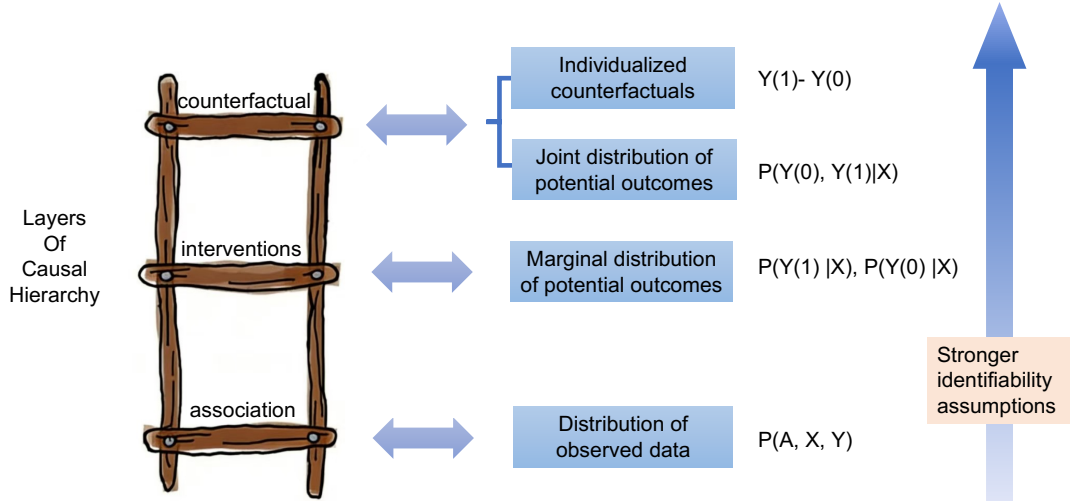 Layers
Of
Causal
Hierarchy
counterfactual
Individualized
counterfactuals
Y(1)- Y(0)
Joint distribution of
potential outcomes
P(Y(0), Y(1)|X)
interventions
Marginal distribution
of potential outcomes
P(Y(1) |X), P(Y(0) |X)
association
Distribution of
observed data
P(A, X, Y)
Stronger
identifiability
assumptions